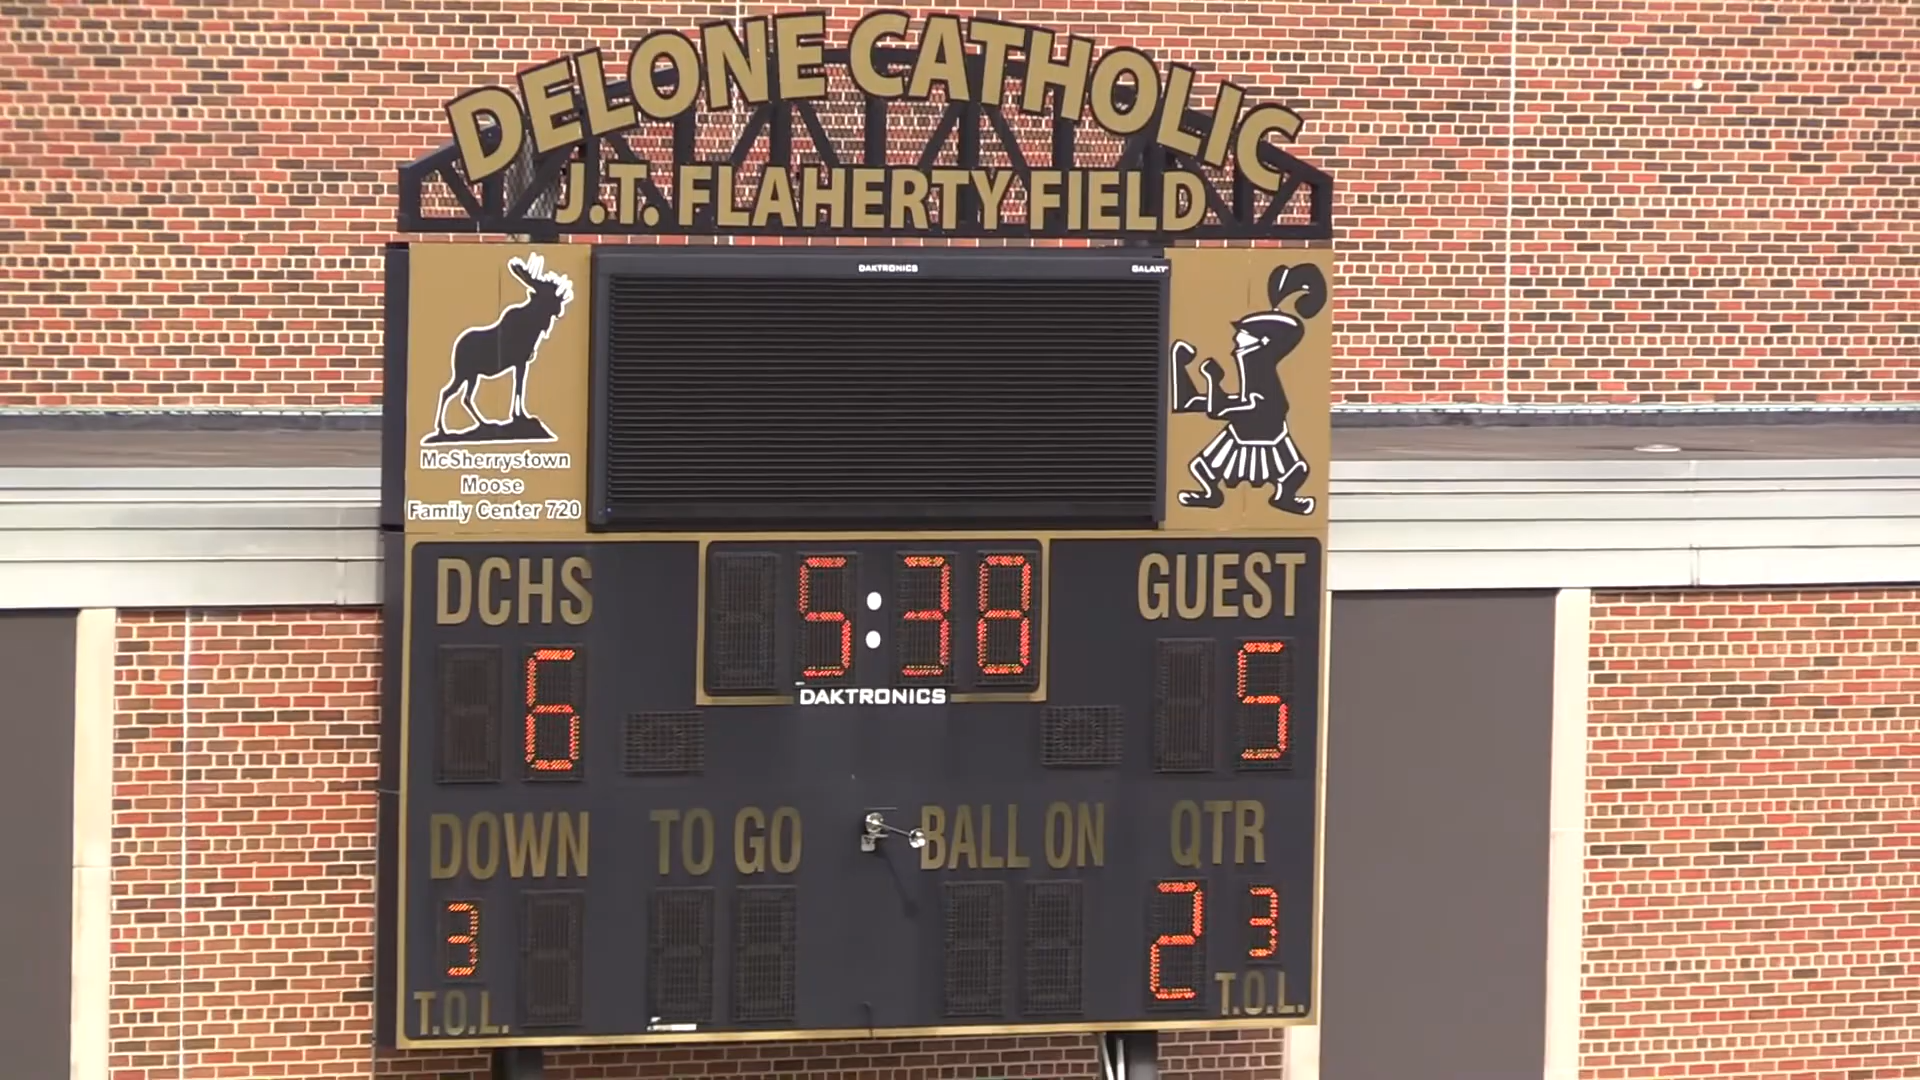 DELONE CATHOLIC
J.T. FLAHERTY FIELD
DAKTRONICS GALAXY
McSherrystown
Moose
Family Center 720
DCHS 5:38 GUEST
6 5
DAKTRONICS
DOWN TO GO BALL ON QTR
3 2 3
T.O.L. T.O.L.